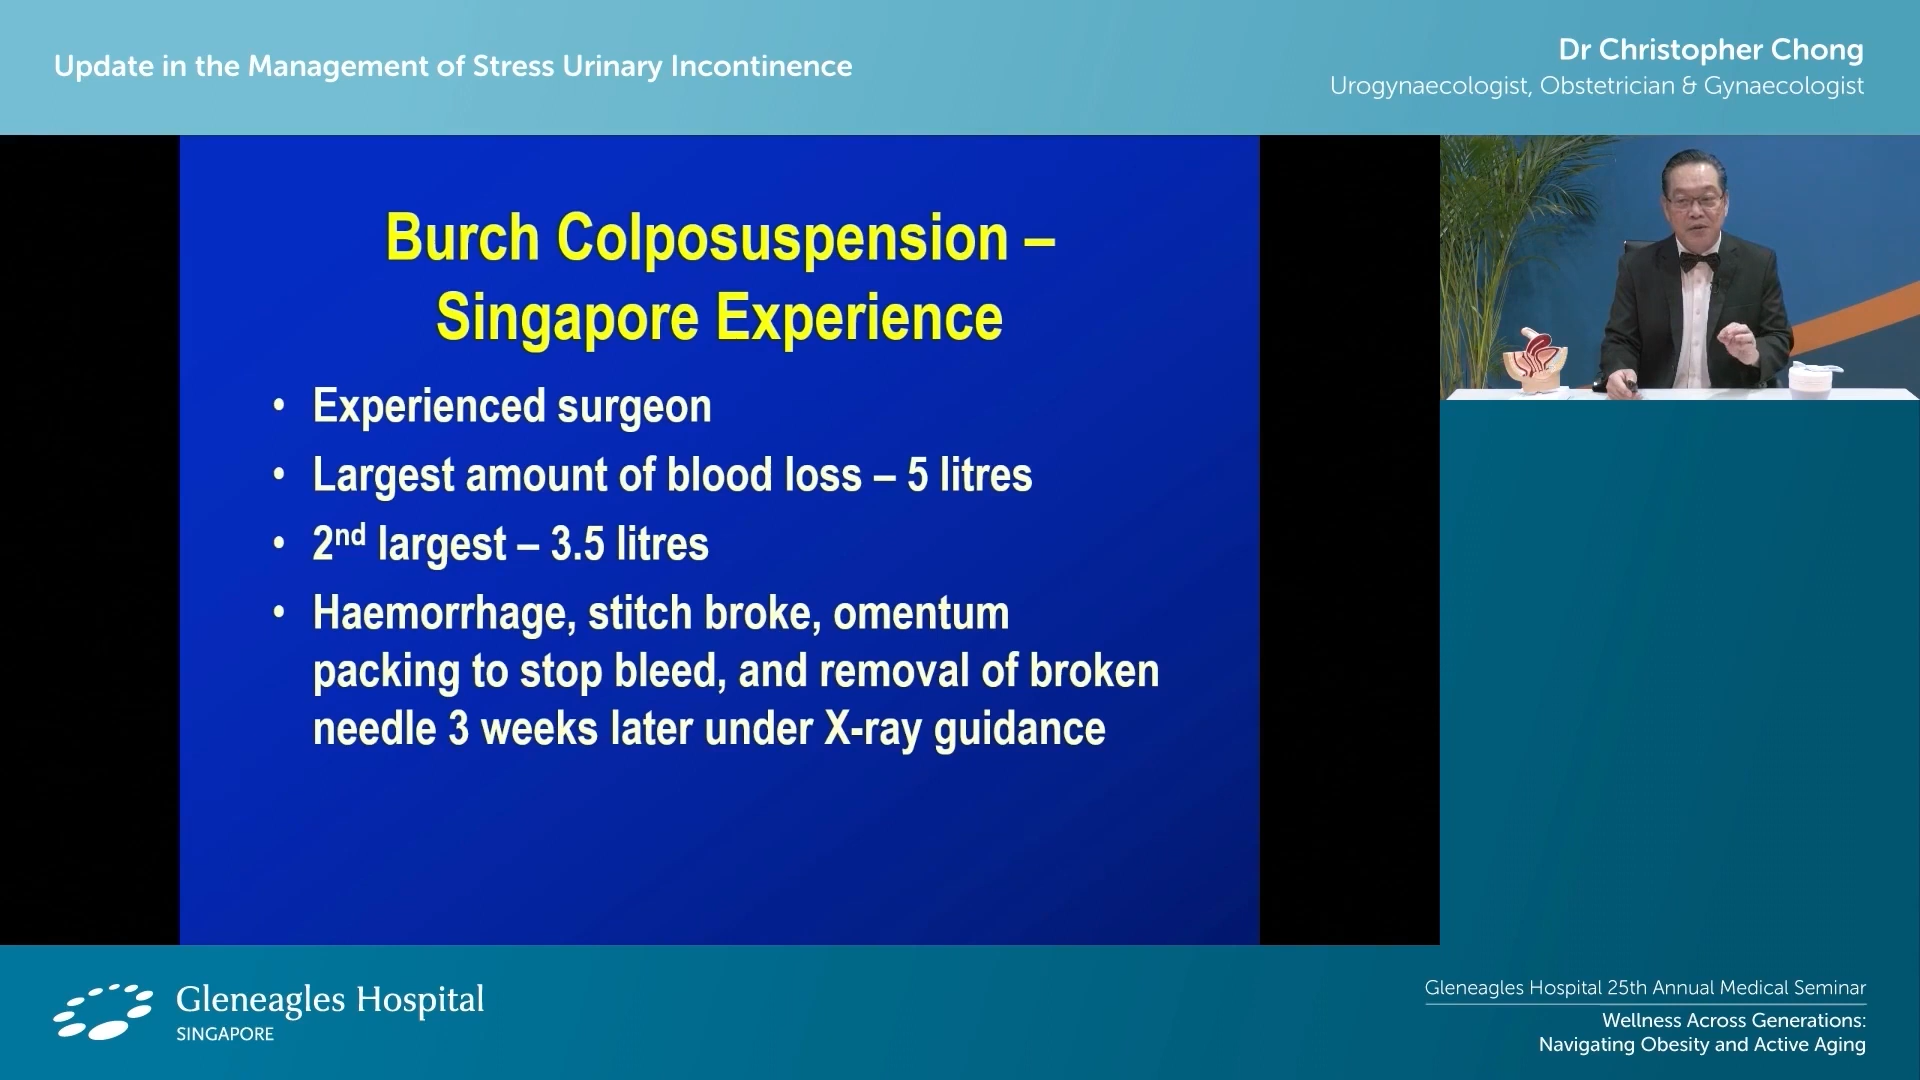 Update in the Management of Stress Urinary Incontinence
Dr Christopher Chong
Urogynaecologist, Obstetrician & Gynaecologist
Burch Colposuspension –
Singapore Experience
• Experienced surgeon
• Largest amount of blood loss – 5 litres
• 2nd largest – 3.5 litres
• Haemorrhage, stitch broke, omentum
packing to stop bleed, and removal of broken
needle 3 weeks later under X-ray guidance
Gleneagles Hospital
SINGAPORE
Gleneagles Hospital 25th Annual Medical Seminar
Wellness Across Generations:
Navigating Obesity and Active Aging